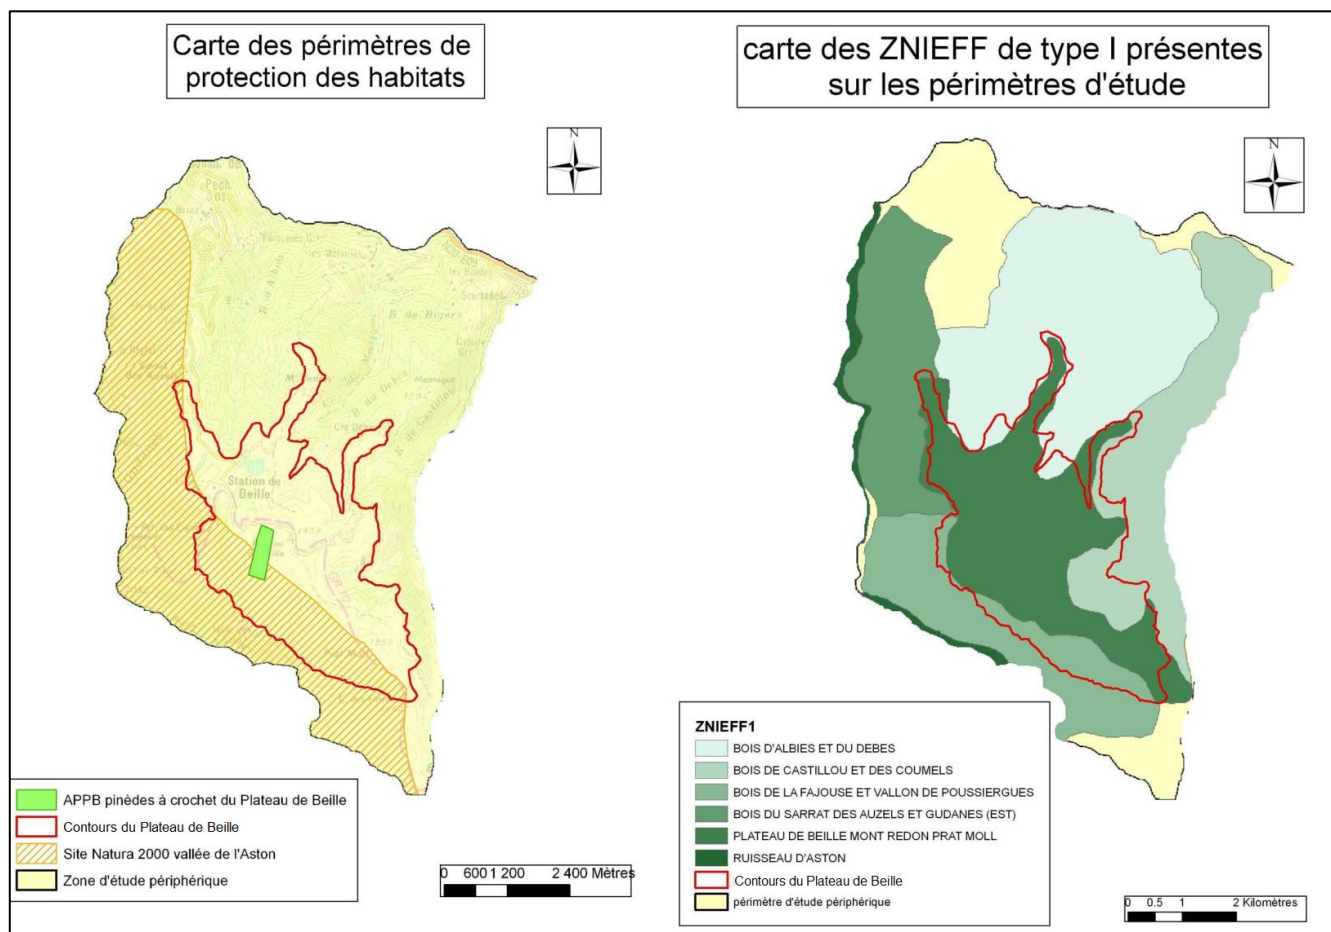 Carte des périmètres de
protection des habitats
N
Pech
les Bordes
B. de Bigera
Station de
Beille
APPB pinèdes à crochet du Plateau de Beille
Contours du Plateau de Beille
Site Natura 2000 vallée de l'Aston
Zone d'étude périphérique
0 600 1 200 2 400 Mètres
carte des ZNIEFF de type I présentes
sur les périmètres d'étude
N
ZNIEFF1
BOIS D'ALBIES ET DU DEBES
BOIS DE CASTILLOU ET DES COUMELS
BOIS DE LA FAJOUSE ET VALLON DE POUSSIERGUES
BOIS DU SARRAT DES AUZELS ET GUDANES (EST)
PLATEAU DE BEILLE MONT REDON PRAT MOLL
RUISSEAU D'ASTON
Contours du Plateau de Beille
périmètre d'étude périphérique
0 0.5 1 2 Kilomètres